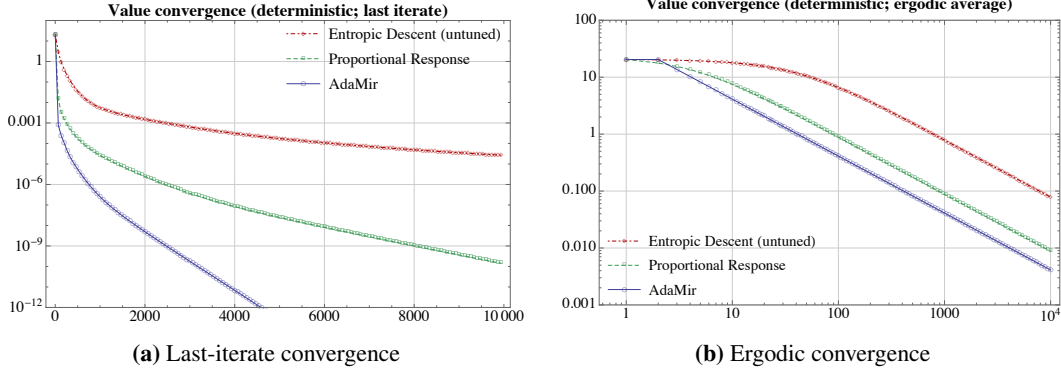 Value convergence (deterministic; last iterate)
Entropic Descent (untuned)
Proportional Response
AdaMir
1
0.001
10^-6
10^-9
10^-12
0
2000
4000
6000
8000
10 000
(a) Last-iterate convergence
Value convergence (deterministic; ergodic average)
100
10
1
0.100
0.010
0.001
Entropic Descent (untuned)
Proportional Response
AdaMir
1
10
100
1000
10^4
(b) Ergodic convergence